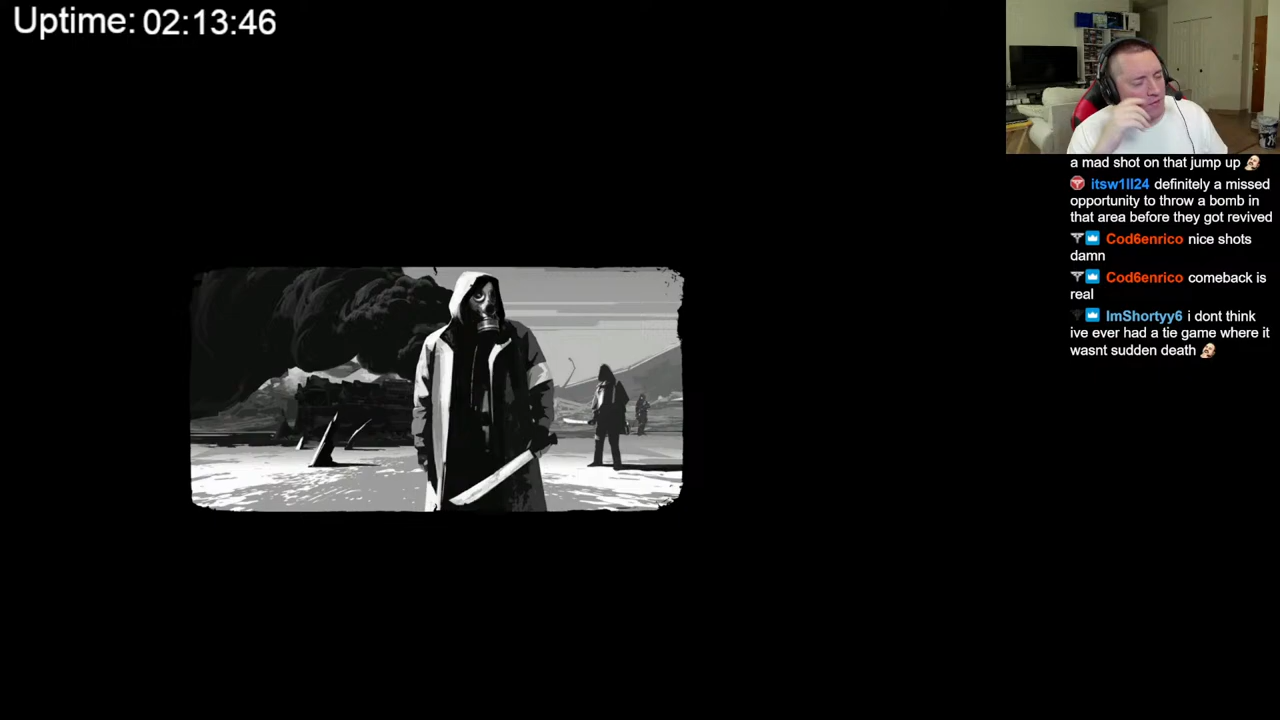 Uptime: 02:13:46
a mad shot on that jump up
itsw1ll24 definitely a missed
opportunity to throw a bomb in
that area before they got revived
Cod6enrico nice shots
damn
Cod6enrico comeback is
real
ImShortyy6 i dont think
ive ever had a tie game where it
wasnt sudden death